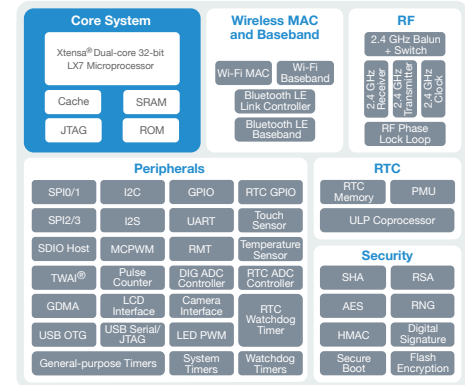 Core System
Xtensa® Dual-core 32-bit
LX7 Microprocessor
Cache
SRAM
JTAG
ROM
Wireless MAC
and Baseband
Wi-Fi MAC
Wi-Fi
Baseband
Bluetooth LE
Link Controller
Bluetooth LE
Baseband
RF
2.4 GHz Balun
+ Switch
2.4 GHz
Receiver
2.4 GHz
Transmitter
2.4 GHz
Clock
RF Phase
Lock Loop
Peripherals
SPI0/1
I2C
GPIO
RTC GPIO
SPI2/3
I2S
UART
Touch
Sensor
SDIO Host
MCPWM
RMT
Temperature
Sensor
TWAI®
Pulse
Counter
DIG ADC
Controller
RTC ADC
Controller
GDMA
LCD
Interface
Camera
Interface
RTC
Watchdog
Timer
USB OTG
USB Serial/
JTAG
LED PWM
General-purpose Timers
System
Timers
Watchdog
Timers
RTC
RTC
Memory
PMU
ULP Coprocessor
Security
SHA
RSA
AES
RNG
HMAC
Digital
Signature
Secure
Boot
Flash
Encryption